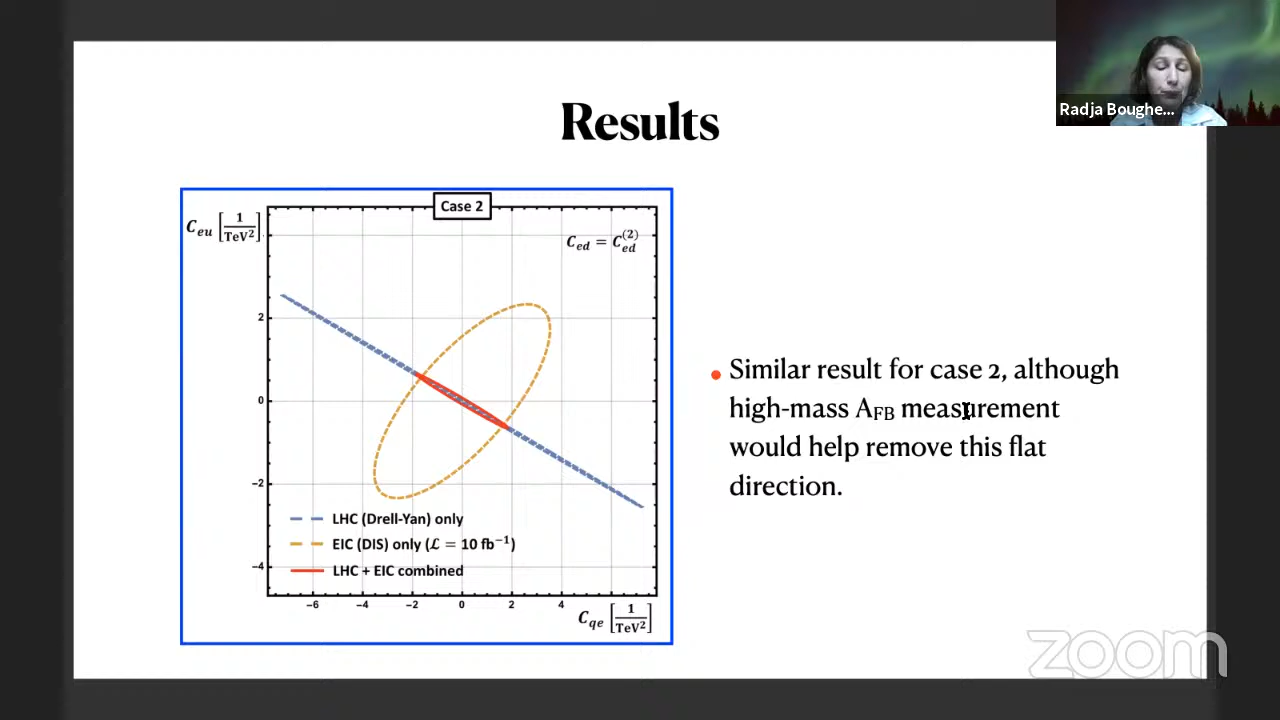 Radja Boughe...
Results
Case 2
C_eu [1/TeV²]
C_ed = C_ed^(2)
2
0
−2
−4
LHC (Drell-Yan) only
EIC (DIS) only (ℒ = 10 fb⁻¹)
LHC + EIC combined
−6 −4 −2 0 2 4
C_qe [1/TeV²]
Similar result for case 2, although
high-mass A_FB measurement
would help remove this flat
direction.
zoom